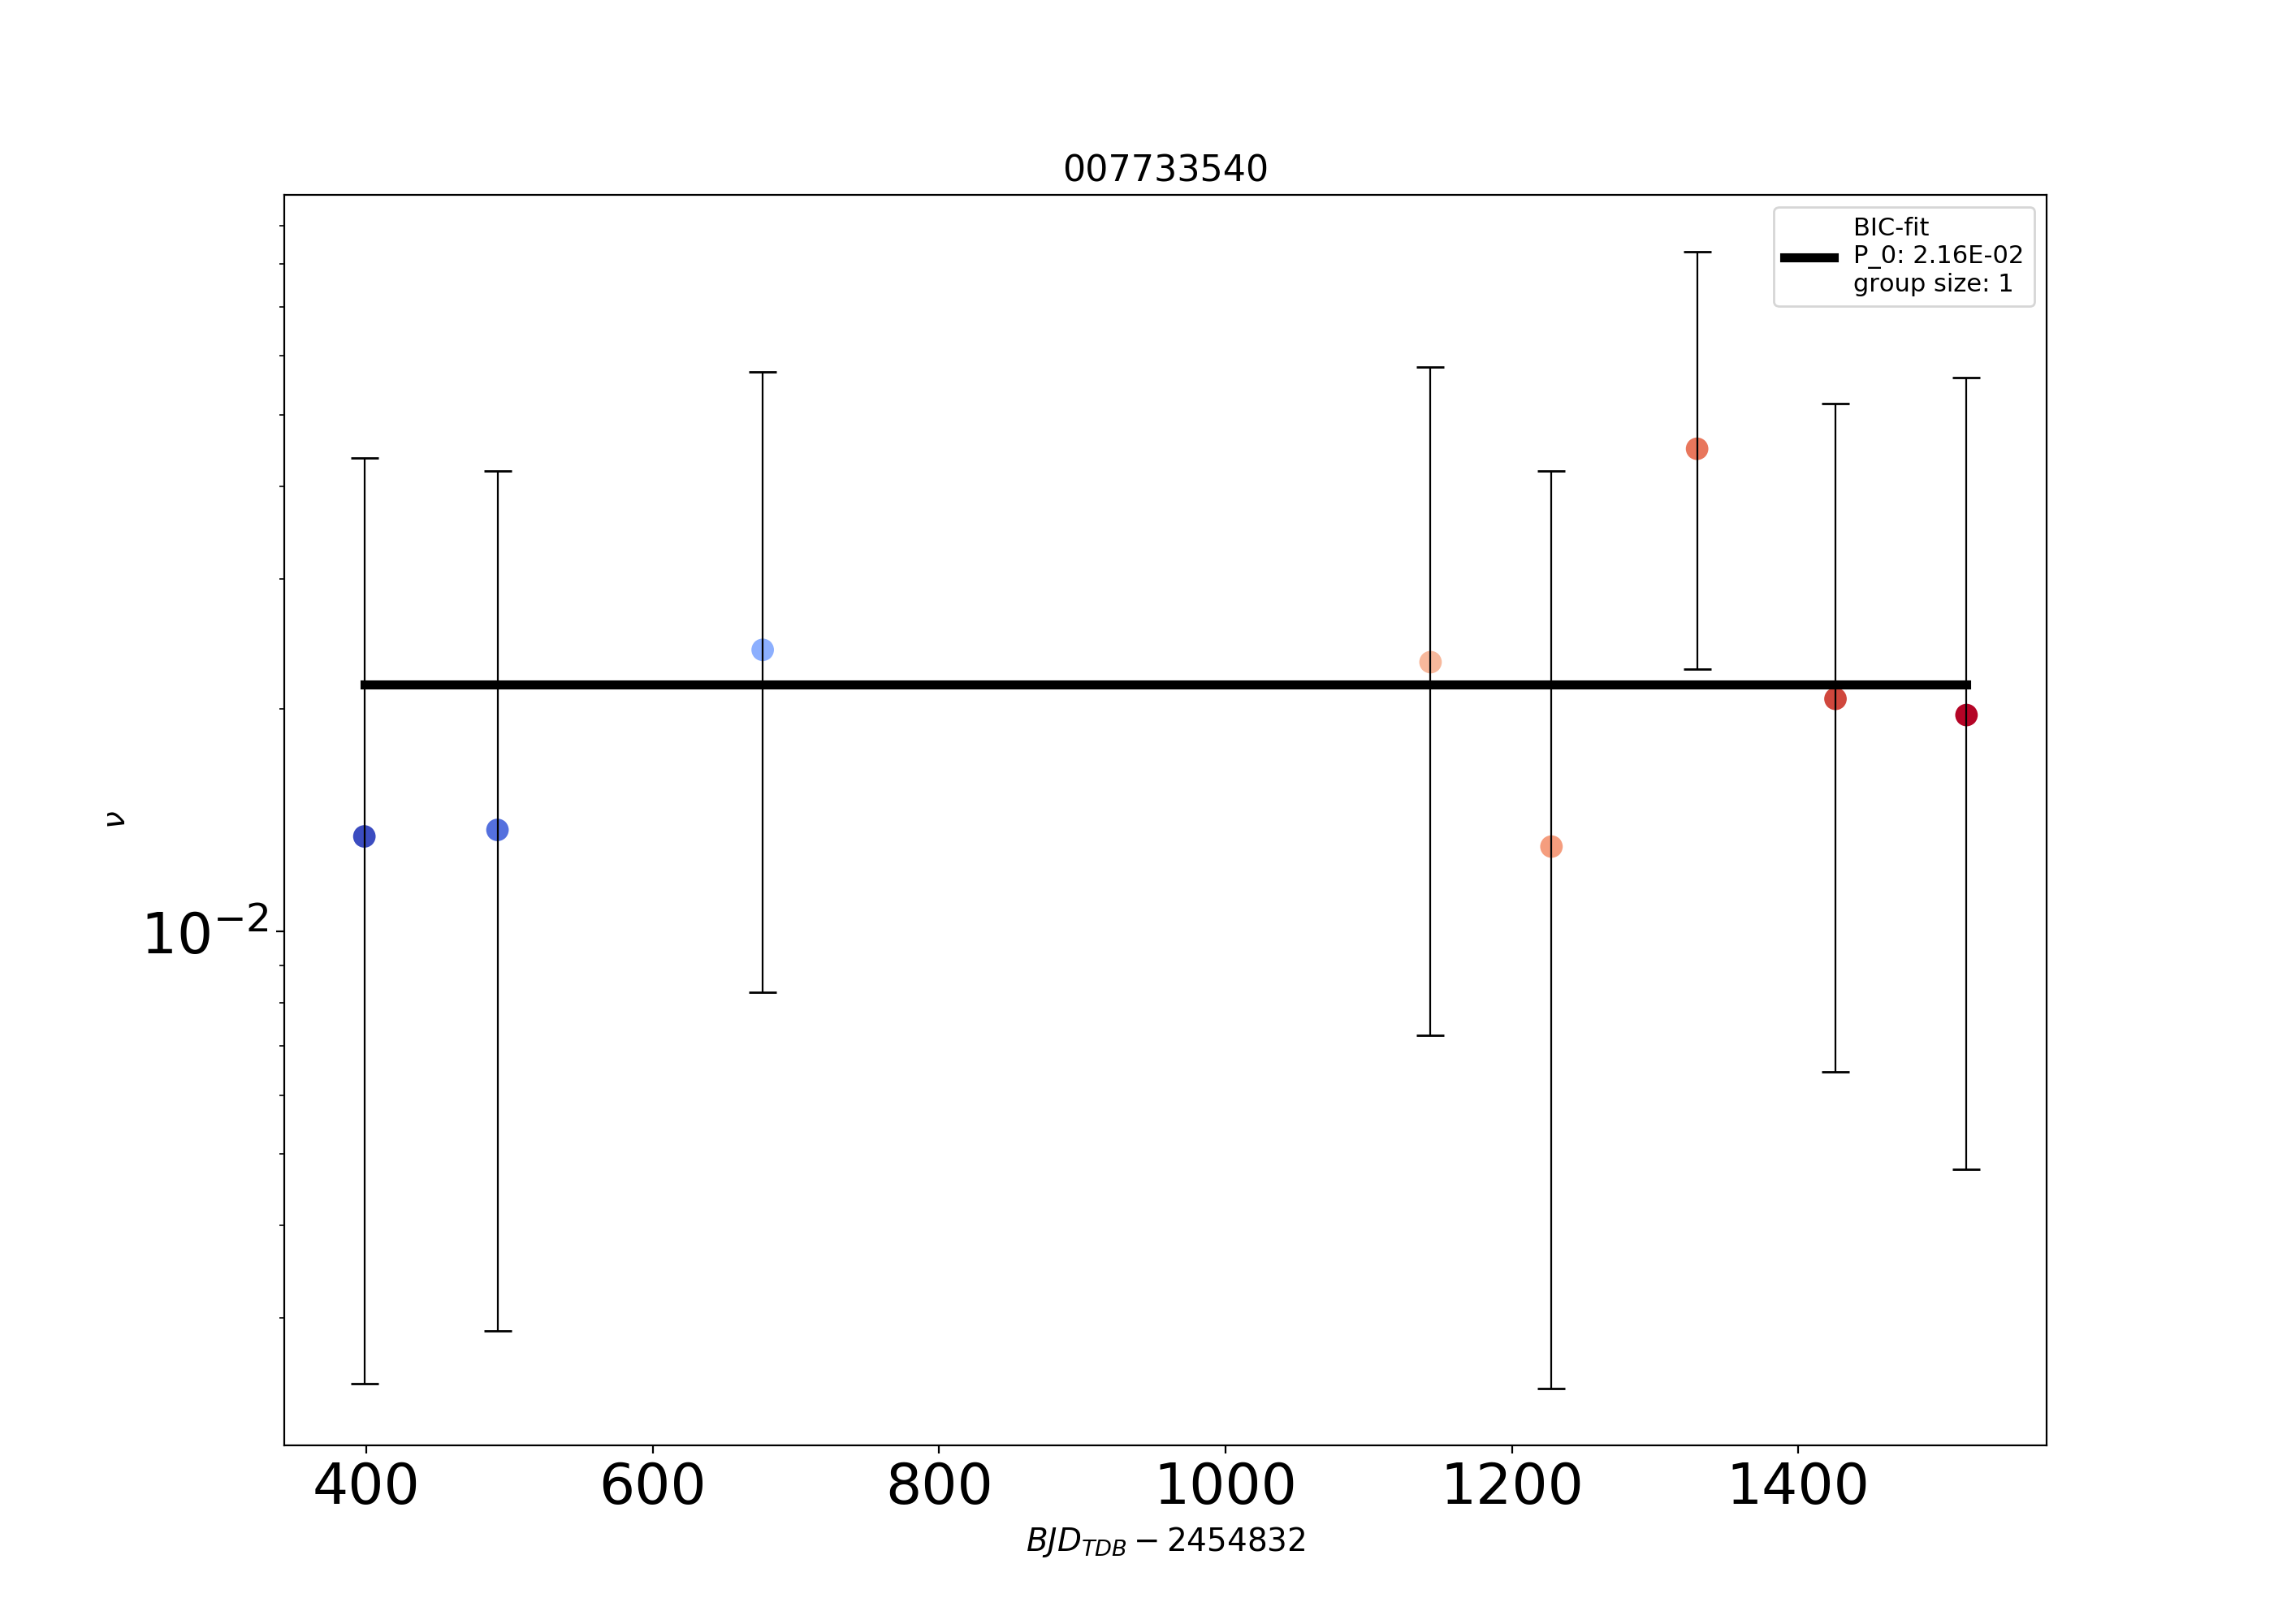 007733540
BIC-fit
P_0: 2.16E-02
group size: 1
ν
10⁻²
400 600 800 1000 1200 1400
BJD_TDB − 2454832